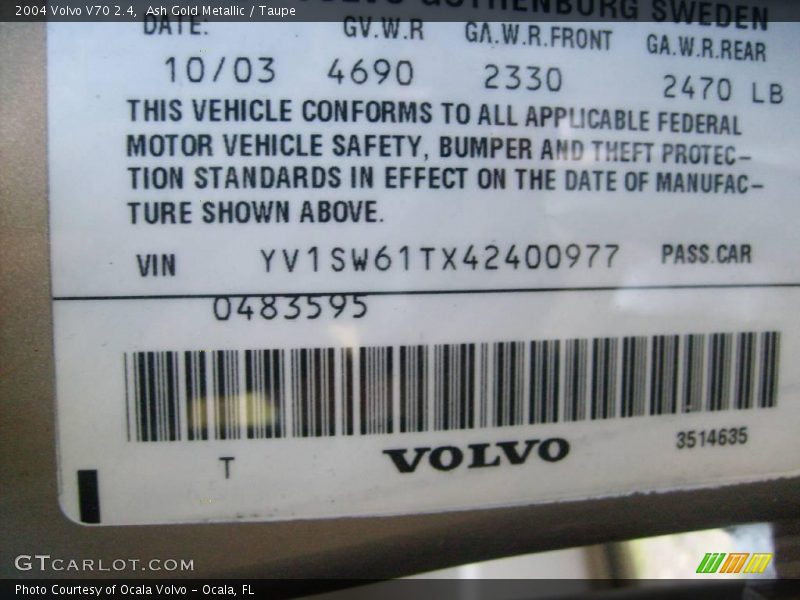 2004 Volvo V70 2.4, Ash Gold Metallic / Taupe
VOLVO GOTHENBURG SWEDEN
DATE: GV.W.R GA.W.R.FRONT GA.W.R.REAR
10/03 4690 2330 2470 LB
THIS VEHICLE CONFORMS TO ALL APPLICABLE FEDERAL
MOTOR VEHICLE SAFETY, BUMPER AND THEFT PROTEC-
TION STANDARDS IN EFFECT ON THE DATE OF MANUFAC-
TURE SHOWN ABOVE.
VIN YV1SW61TX42400977 PASS.CAR
0483595
T VOLVO 3514635
GTCARLOT.COM
Photo Courtesy of Ocala Volvo - Ocala, FL